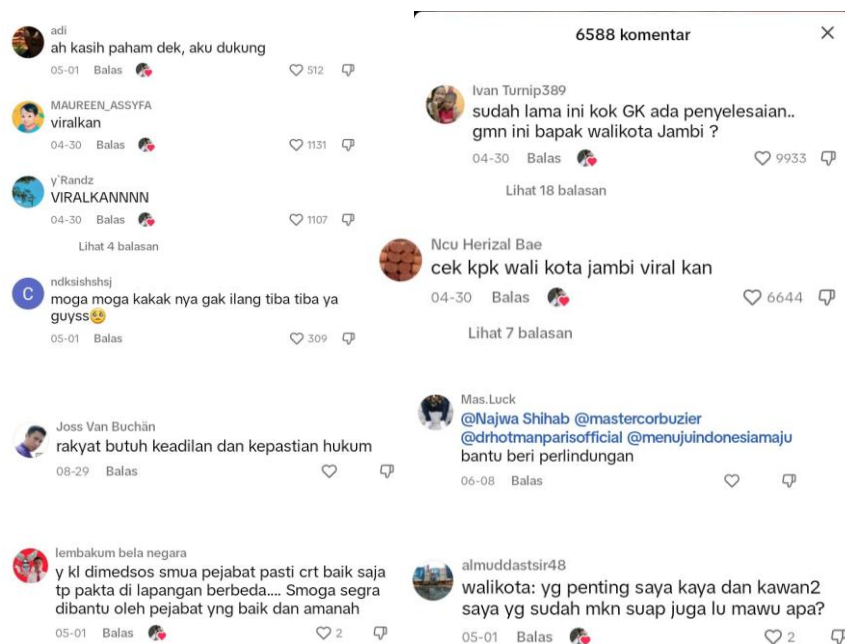 adi
ah kasih paham dek, aku dukung
05-01 Balas
512
MAUREEN_ASSYFA
viralkan
04-30 Balas
1131
y`Randz
VIRALKANNNN
04-30 Balas
1107
Lihat 4 balasan
C
ndksishshsj
moga moga kakak nya gak ilang tiba tiba ya
guyss🥺
05-01 Balas
309
Joss Van Buchän
rakyat butuh keadilan dan kepastian hukum
08-29 Balas
lembakum bela negara
y kl dimedsos smua pejabat pasti crt baik saja
tp pakta di lapangan berbeda.... Smoga segra
dibantu oleh pejabat yng baik dan amanah
05-01 Balas
2
6588 komentar
Ivan Turnip389
sudah lama ini kok GK ada penyelesaian..
gmn ini bapak walikota Jambi ?
04-30 Balas
9933
Lihat 18 balasan
Ncu Herizal Bae
cek kpk wali kota jambi viral kan
04-30 Balas
6644
Lihat 7 balasan
Mas.Luck
@Najwa Shihab @mastercorbuzier
@drhotmanparisofficial @menujuindonesiamaju
bantu beri perlindungan
06-08 Balas
almuddastsir48
walikota: yg penting saya kaya dan kawan2
saya yg sudah mkn suap juga lu mawu apa?
05-01 Balas
2